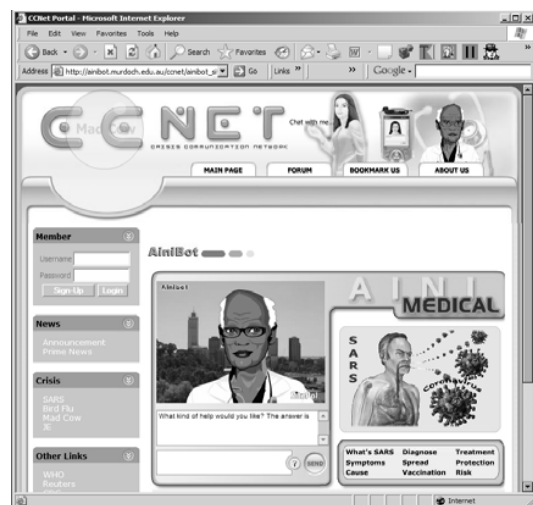 CCNet Portal - Microsoft Internet Explorer
File Edit View Favorites Tools Help
Back Search Favorites
Address http://ainibot.murdoch.edu.au/ccnet/ainibot_s Go Links » » Google
CCNET
Mad Cow
Chat with me
CRISIS COMMUNICATION NETWORK
MAIN PAGE FORUM BOOKMARK US ABOUT US
Member
Username
Password
Sign-Up Login
News
Announcement
Prime News
Crisis
SARS
Bird Flu
Mad Cow
JE
Other Links
WHO
Reuters
AiniBot
Ainibot
What kind of help would you like? The answer is
? SEND
AINI
MEDICAL
SARS
Coronavirus
What's SARS Diagnose Treatment
Symptoms Spread Protection
Cause Vaccination Risk
Internet